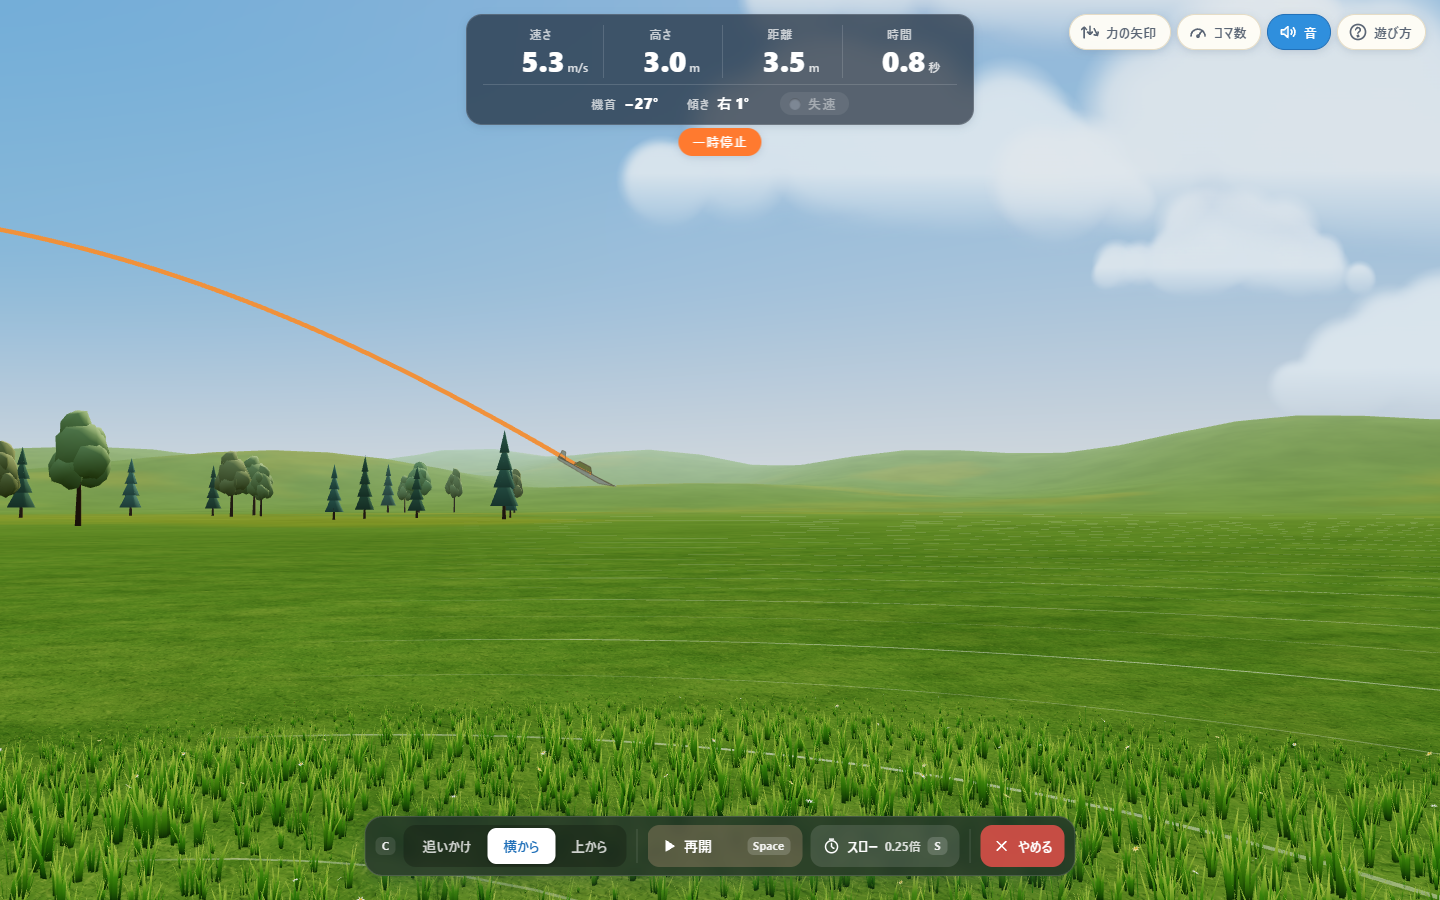 速さ 高さ 距離 時間
5.3 m/s 3.0 m 3.5 m 0.8 秒
機首 −27° 傾き 右 1° 失速
一時停止
力の矢印 コマ数 音 遊び方
C 追いかけ 横から 上から 再開 Space スロー 0.25倍 S やめる